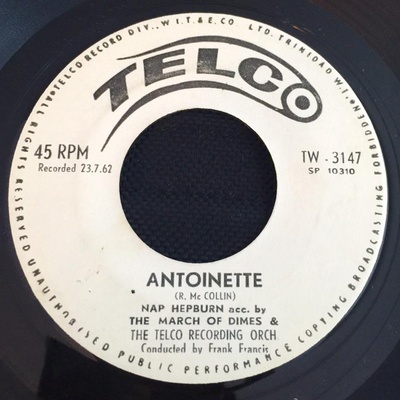 TELCO RECORD DIV., W.I.T.& E.CO LTD. TRINIDAD W.I.
TELCO
45 RPM
Recorded 23.7.62
TW - 3147
SP 10310
ANTOINETTE
(R. Mc COLLIN)
NAP HEPBURN acc. by
THE MARCH OF DIMES &
THE TELCO RECORDING ORCH.
Conducted by Frank Francis
ALL RIGHTS RESERVED UNAUTHORISED PUBLIC PERFORMANCE COPYING BROADCASTING FORBIDDEN